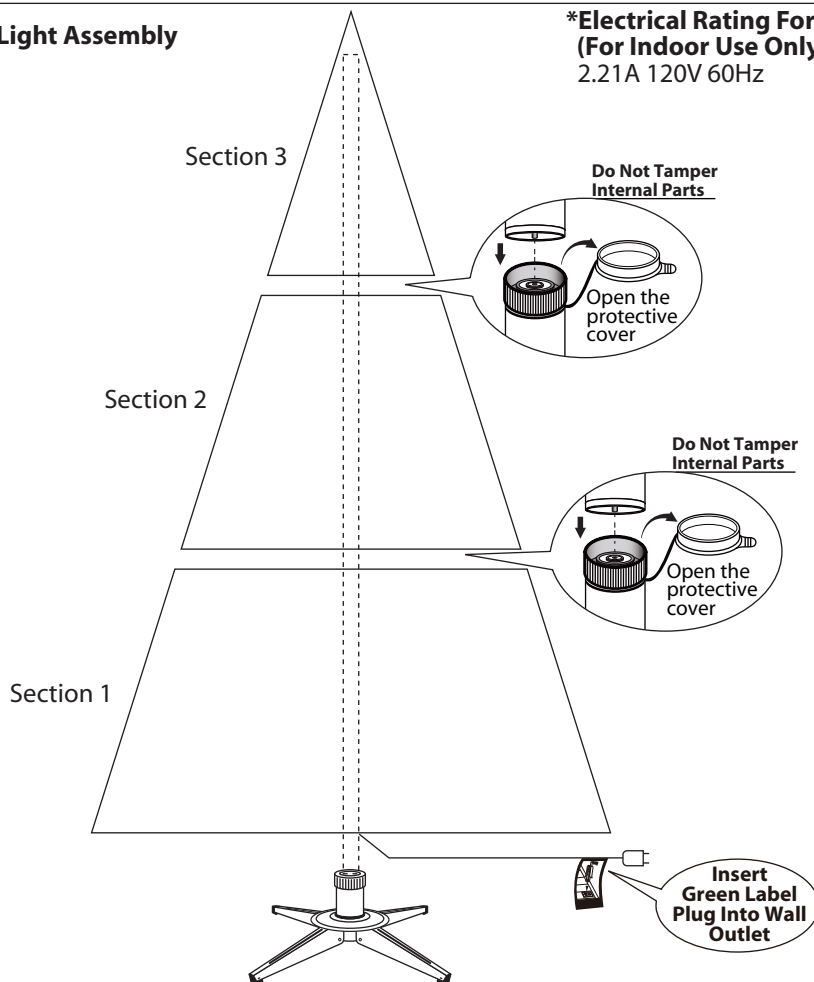 Light Assembly
*Electrical Rating For
(For Indoor Use Only
2.21A 120V 60Hz
Section 3
Do Not Tamper
Internal Parts
Open the
protective
cover
Section 2
Do Not Tamper
Internal Parts
Open the
protective
cover
Section 1
Insert
Green Label
Plug Into Wall
Outlet